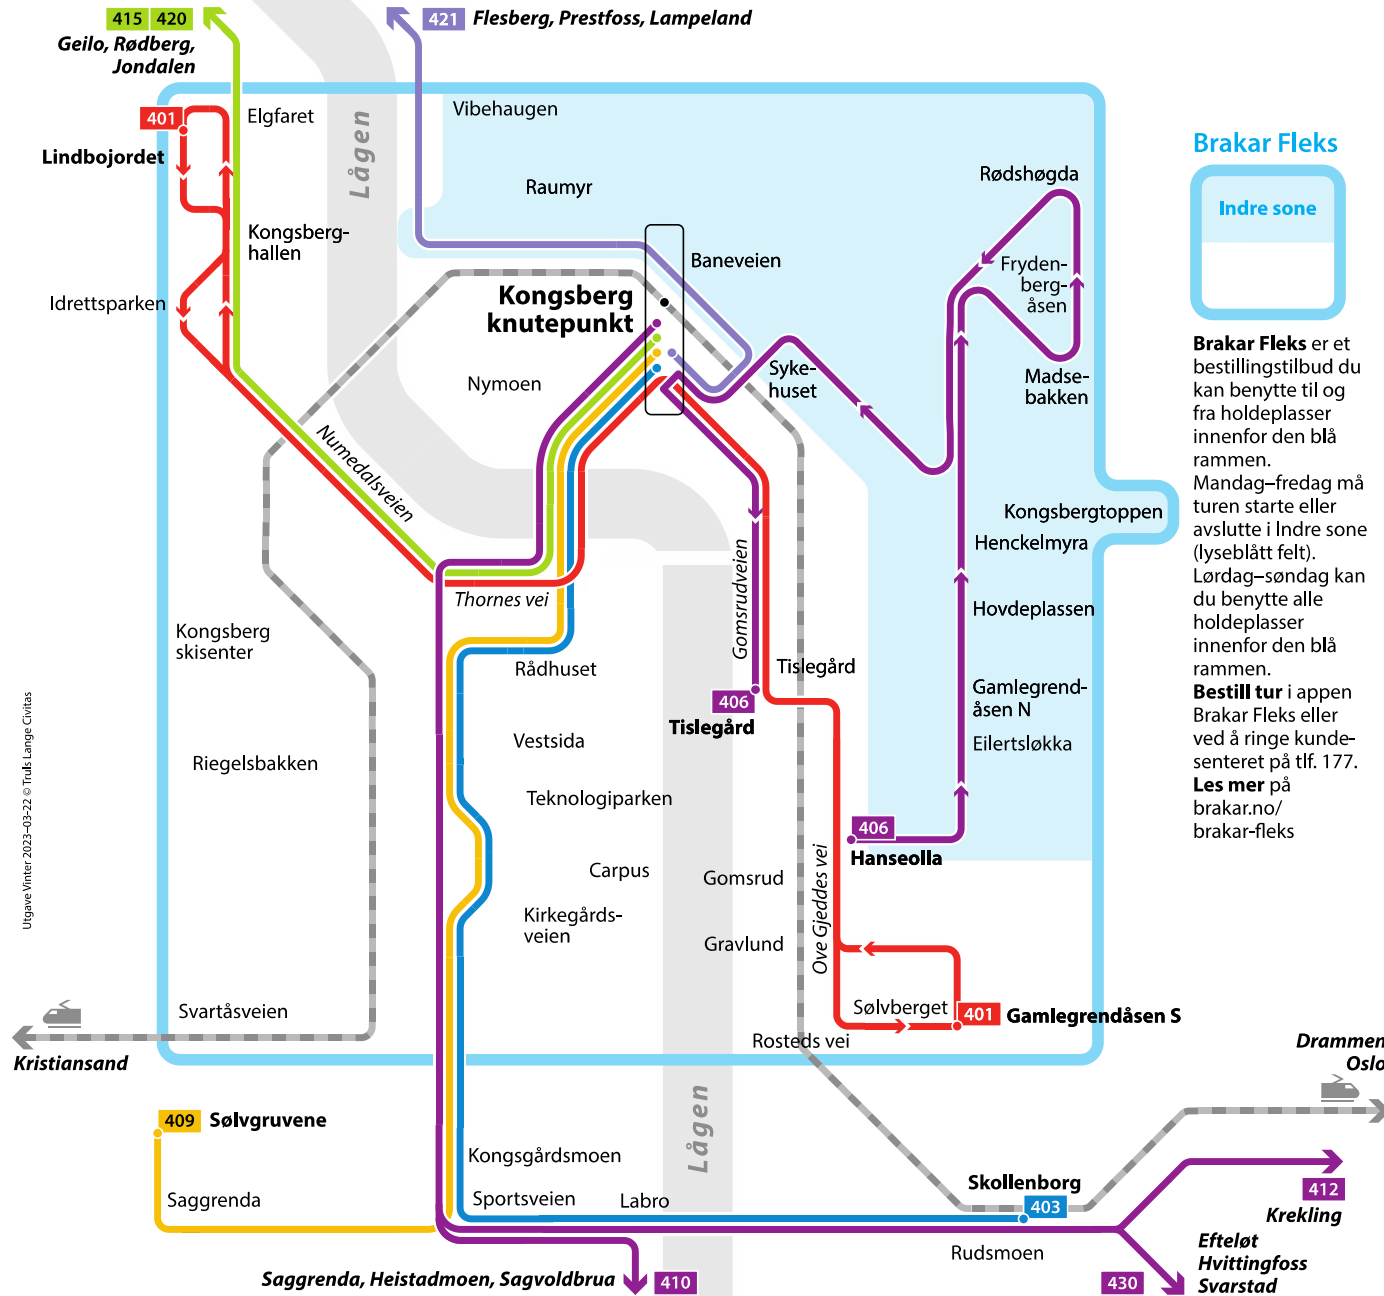 415 420
Geilo, Rødberg,
Jondalen
421 Flesberg, Prestfoss, Lampeland
401
Lindbojordet
Elgfaret
Lågen
Vibehaugen
Raumyr
Kongsberg-
hallen
Idrettsparken
Baneveien
Kongsberg
knutepunkt
Nymoen
Rødshøgda
Fryden-
berg-
åsen
Madse-
bakken
Syke-
huset
Numedalsveien
Thornes vei
Gomsrudveien
Kongsbergtoppen
Henckelmyra
Hovdeplassen
Gamlegrend-
åsen N
Eilertsløkka
Kongsberg
skisenter
Rådhuset
Tislegård
406
Tislegård
Vestsida
Riegelsbakken
Teknologiparken
406
Hanseolla
Carpus
Gomsrud
Kirkegårds-
veien
Gravlund
Ove Gjeddes vei
Svartåsveien
Sølvberget
401 Gamlegrendåsen S
Rosteds vei
Kristiansand
Drammen
Oslo
409 Sølvgruvene
Lågen
Kongsgårdsmoen
Saggrenda
Sportsveien
Labro
Skollenborg
403
412
Krekling
Rudsmoen
Efteløt
Hvittingfoss
Svarstad
430
Saggrenda, Heistadmoen, Sagvoldbrua 410
Brakar Fleks
Indre sone
Brakar Fleks er et
bestillingstilbud du
kan benytte til og
fra holdeplasser
innenfor den blå
rammen.
Mandag–fredag må
turen starte eller
avslutte i Indre sone
(lyseblått felt).
Lørdag–søndag kan
du benytte alle
holdeplasser
innenfor den blå
rammen.
Bestill tur i appen
Brakar Fleks eller
ved å ringe kunde-
senteret på tlf. 177.
Les mer på
brakar.no/
brakar-fleks
Utgave Vinter 2023–03-22 © Truls Lange Civitas